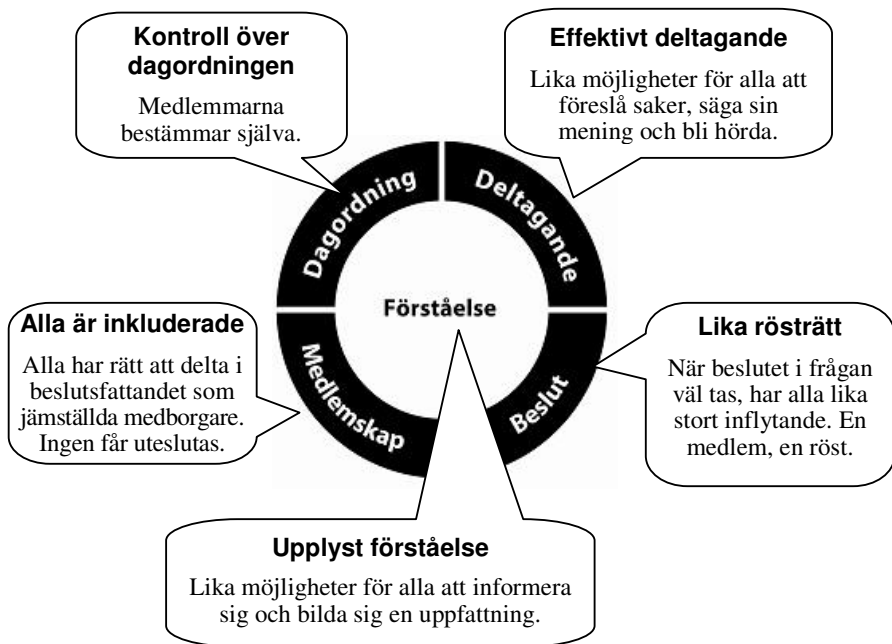 Kontroll över
dagordningen
Medlemmarna
bestämmar själva.
Effektivt deltagande
Lika möjligheter för alla att
föreslå saker, säga sin
mening och bli hörda.
Dagordning
Deltagande
Förståelse
Medlemskap
Beslut
Alla är inkluderade
Alla har rätt att delta i
beslutsfattandet som
jämställda medborgare.
Ingen får uteslutas.
Lika rösträtt
När beslutet i frågan
väl tas, har alla lika
stort inflytande. En
medlem, en röst.
Upplyst förståelse
Lika möjligheter för alla att informera
sig och bilda sig en uppfattning.